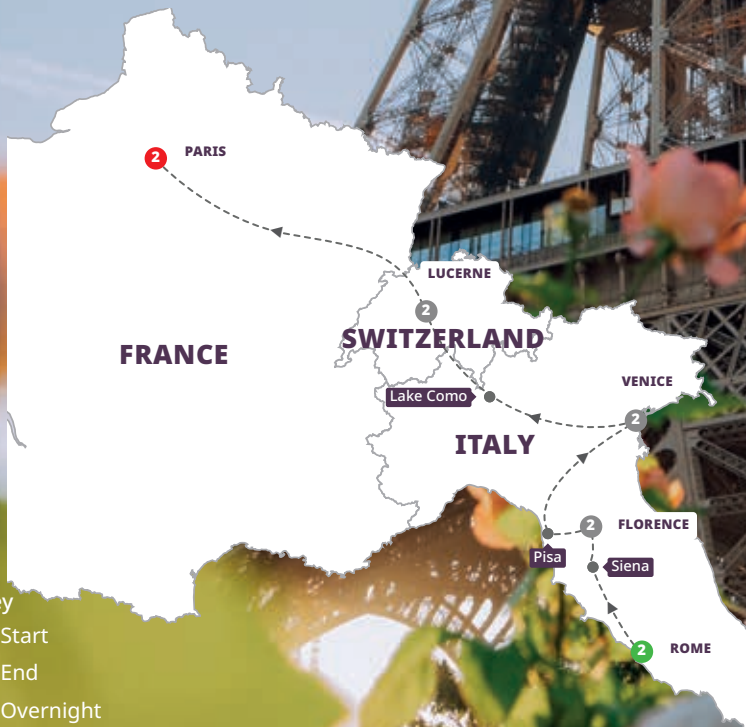 2 PARIS
LUCERNE
2
SWITZERLAND
FRANCE
VENICE
Lake Como
2
ITALY
2 FLORENCE
Pisa
Siena
Start
2 ROME
End
Overnight